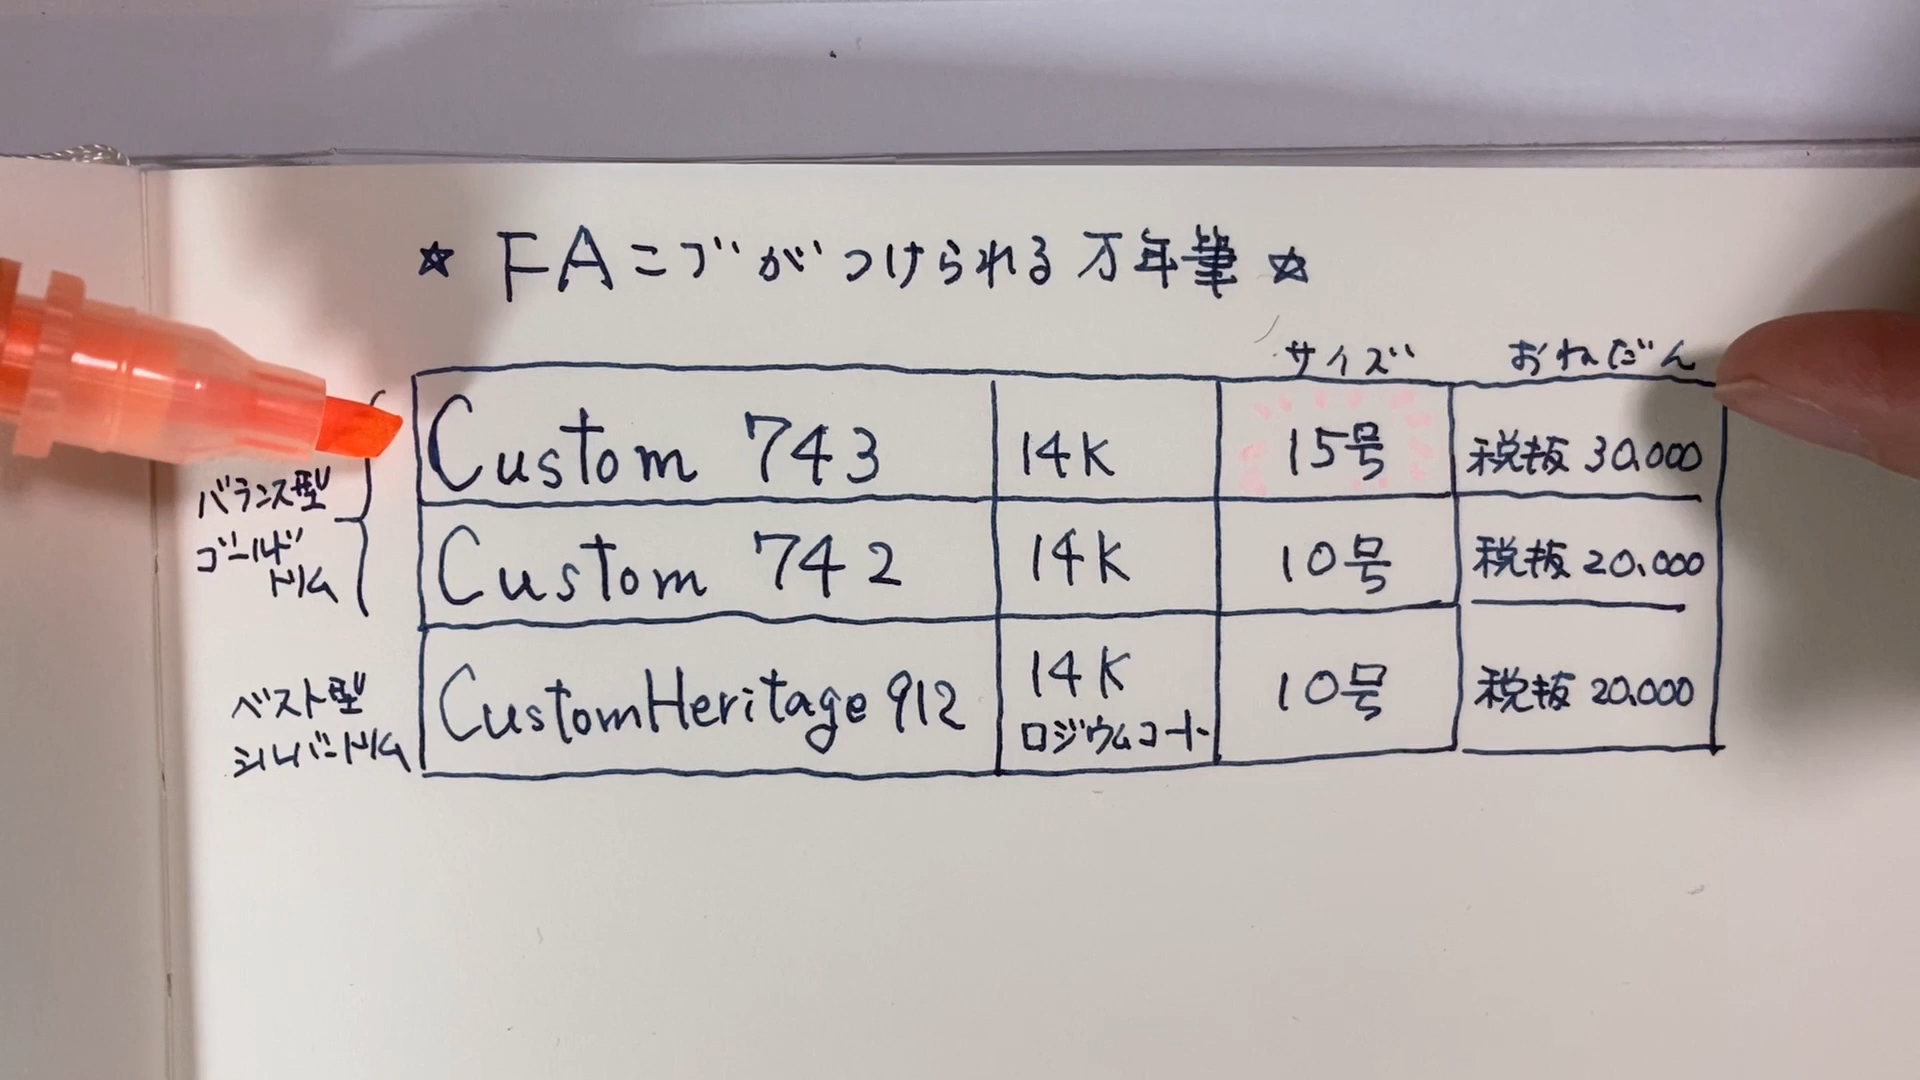 ☆ FAニブがつけられる万年筆 ☆
サイズ おねだん
Custom 743 14K 15号 税抜 30,000
バランス型
ゴールド
トリム
Custom 742 14K 10号 税抜 20,000
ベスト型
シルバートリム
CustomHeritage 912 14K 10号 税抜 20,000
ロジウムコート